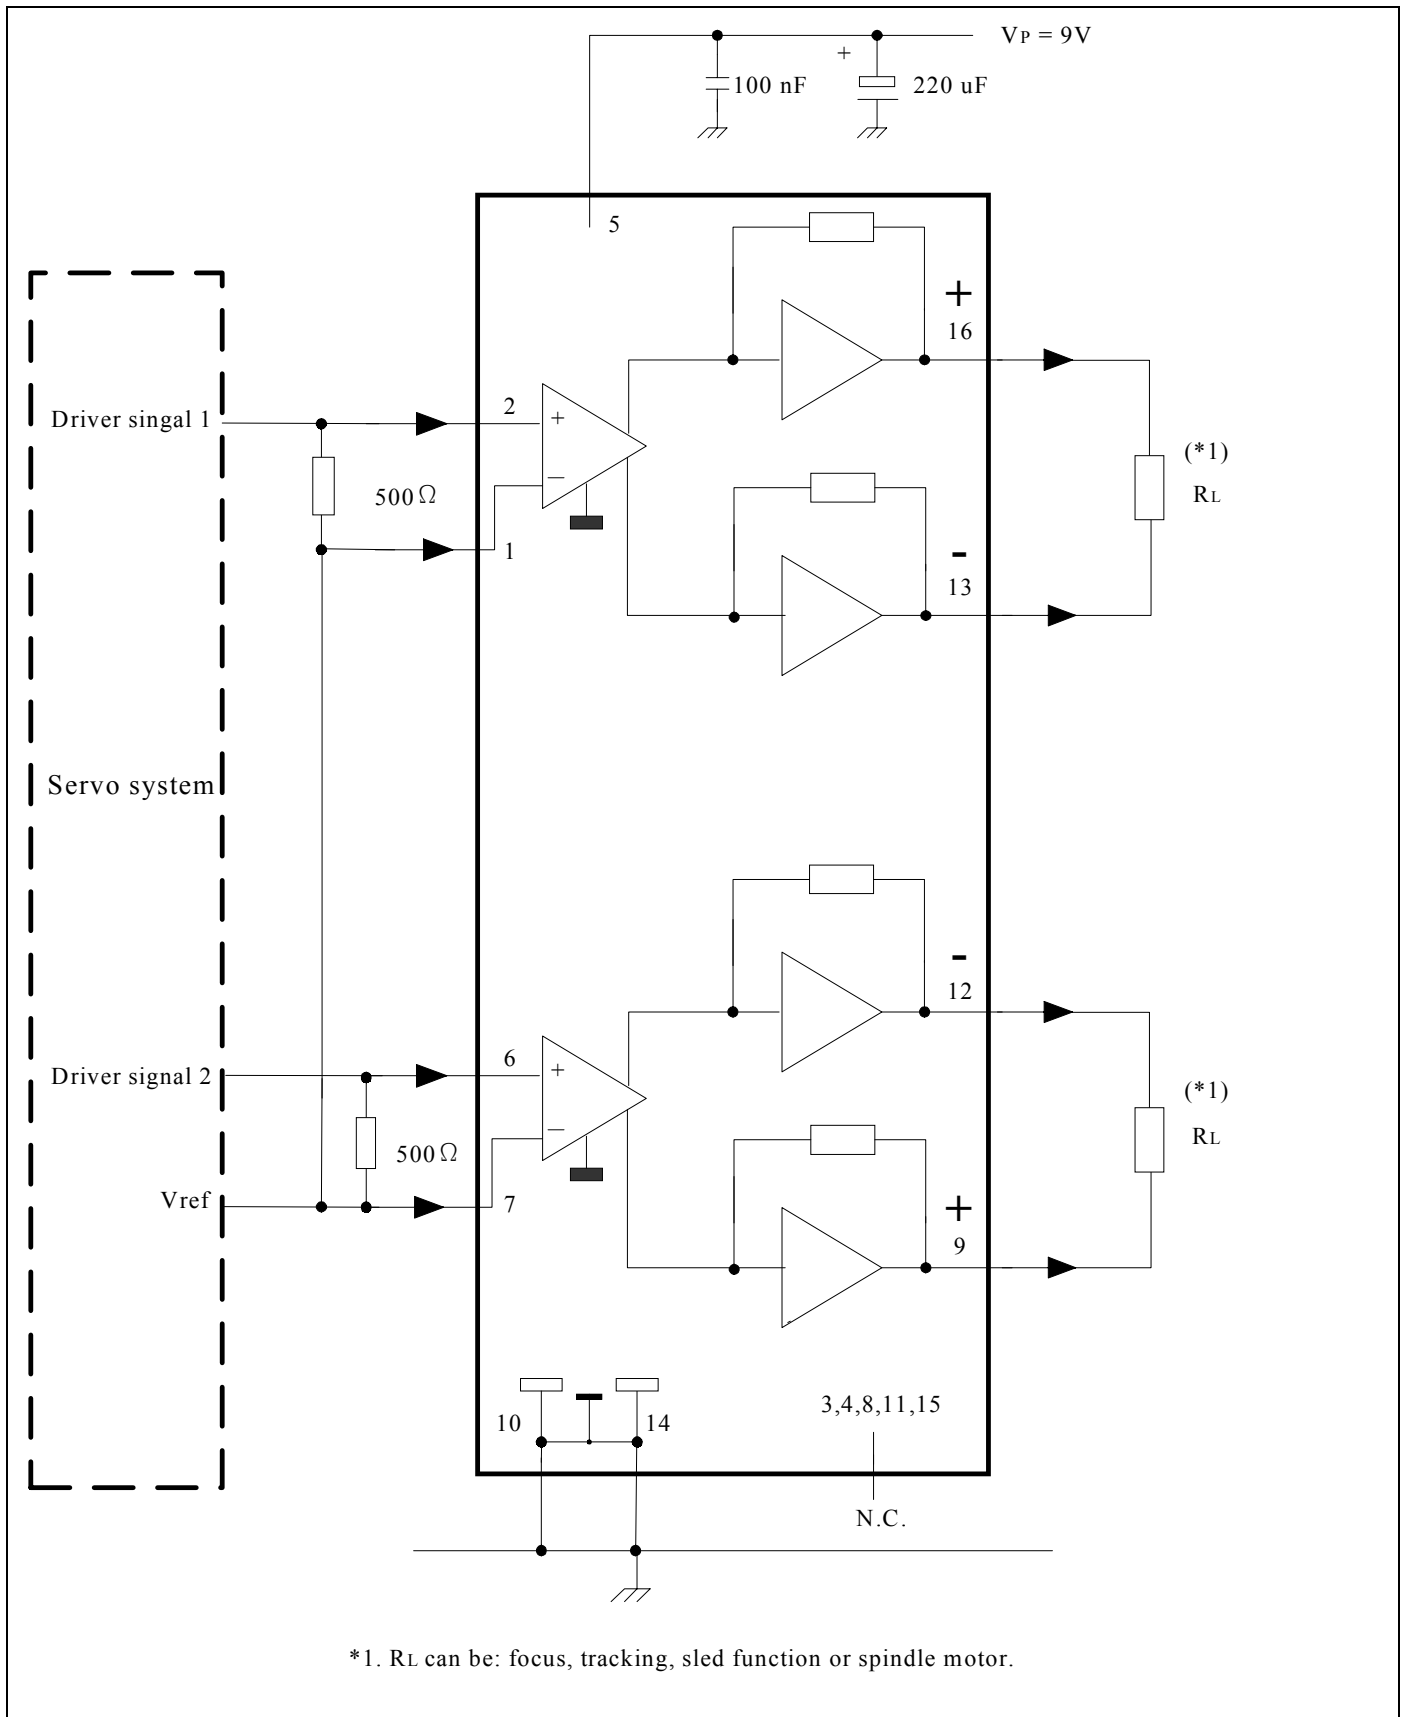 VP = 9V
+
100 nF
220 uF
5
+
16
Driver singal 1
2
+
(*1)
500Ω
–
RL
1
-
13
Servo system
-
12
Driver signal 2
6
+
(*1)
500Ω
–
RL
Vref
7
+
9
10
14
3,4,8,11,15
N.C.
*1. RL can be: focus, tracking, sled function or spindle motor.